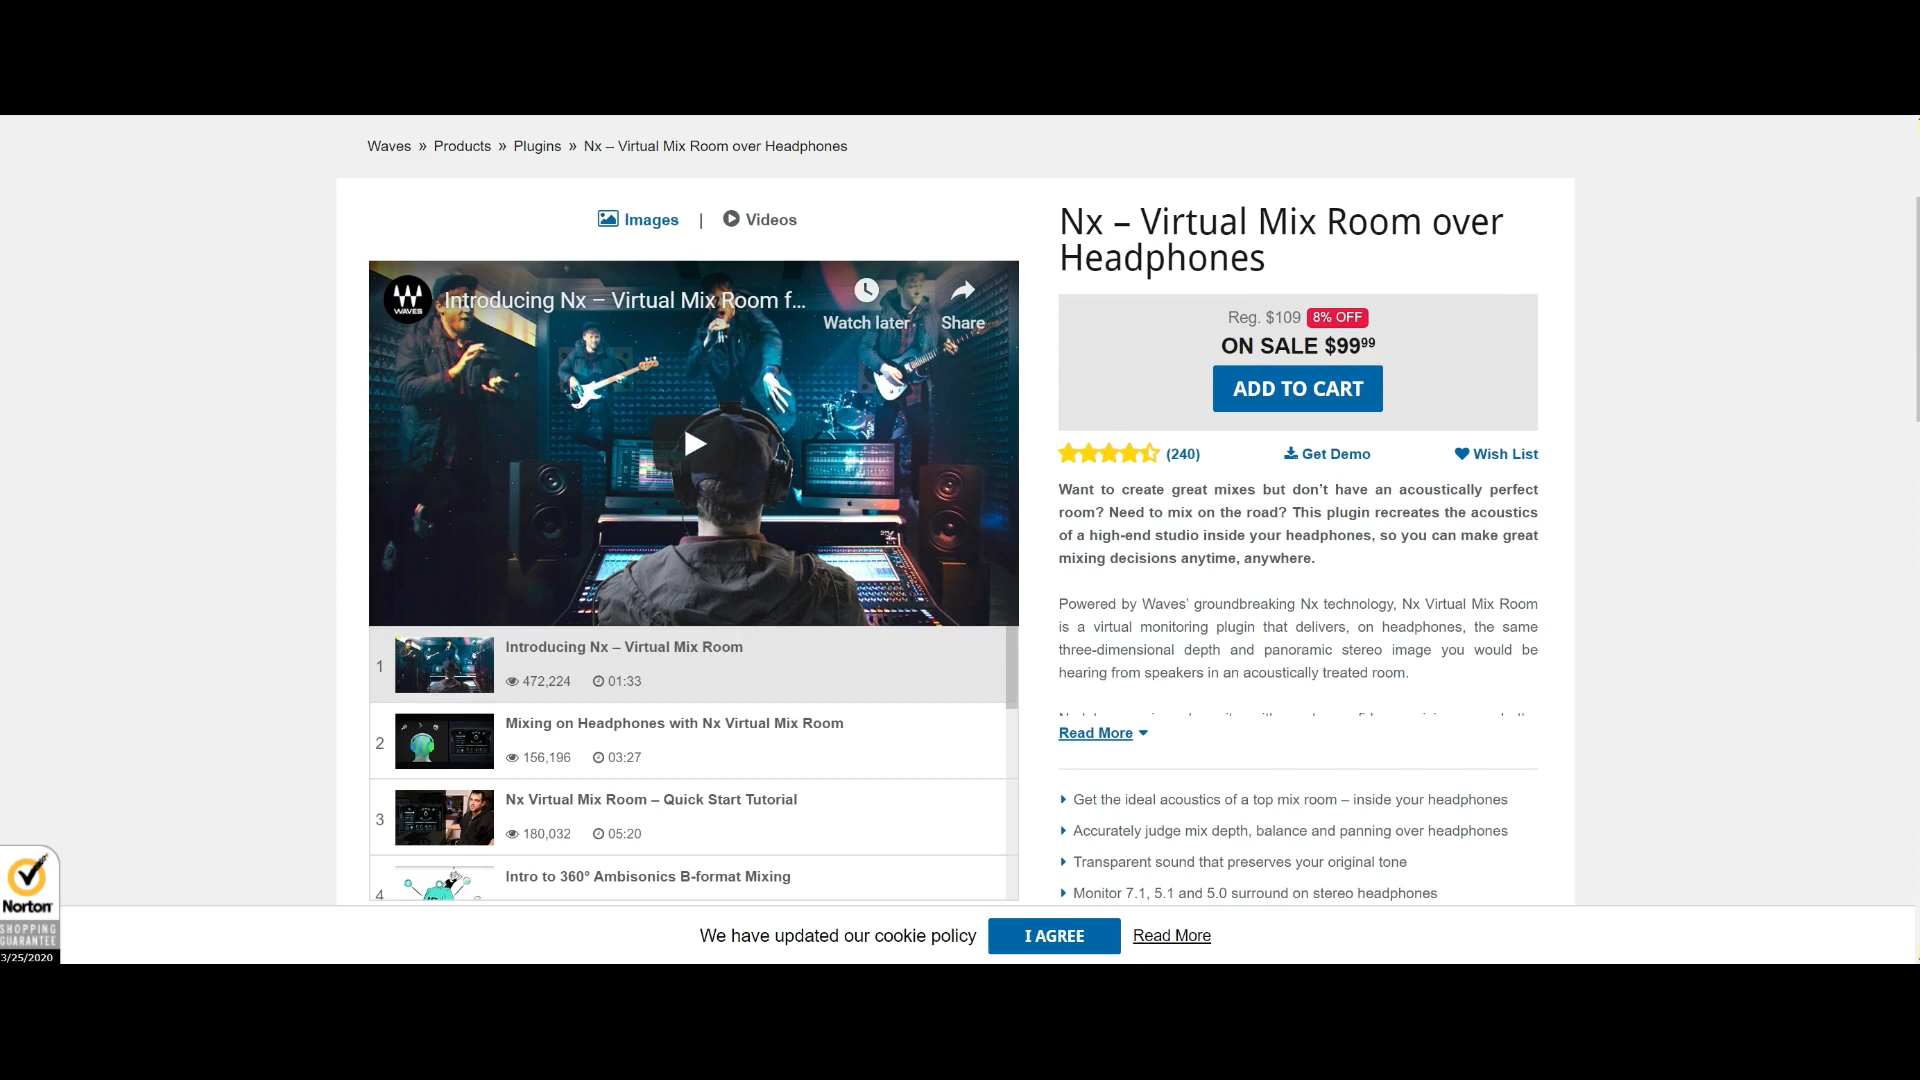 Waves » Products » Plugins » Nx – Virtual Mix Room over Headphones
Images | Videos
WAVES
Introducing Nx – Virtual Mix Room f...
Watch later
Share
1
Introducing Nx – Virtual Mix Room
472,224 01:33
2
Mixing on Headphones with Nx Virtual Mix Room
156,196 03:27
3
Nx Virtual Mix Room – Quick Start Tutorial
180,032 05:20
4
Intro to 360° Ambisonics B-format Mixing
Nx – Virtual Mix Room over
Headphones
Reg. $109 8% OFF
ON SALE $99⁹⁹
ADD TO CART
(240) Get Demo Wish List
Want to create great mixes but don’t have an acoustically perfect
room? Need to mix on the road? This plugin recreates the acoustics
of a high-end studio inside your headphones, so you can make great
mixing decisions anytime, anywhere.
Powered by Waves’ groundbreaking Nx technology, Nx Virtual Mix Room
is a virtual monitoring plugin that delivers, on headphones, the same
three-dimensional depth and panoramic stereo image you would be
hearing from speakers in an acoustically treated room.
Read More
Get the ideal acoustics of a top mix room – inside your headphones
Accurately judge mix depth, balance and panning over headphones
Transparent sound that preserves your original tone
Monitor 7.1, 5.1 and 5.0 surround on stereo headphones
Norton
SHOPPING
GUARANTEE
3/25/2020
We have updated our cookie policy I AGREE Read More